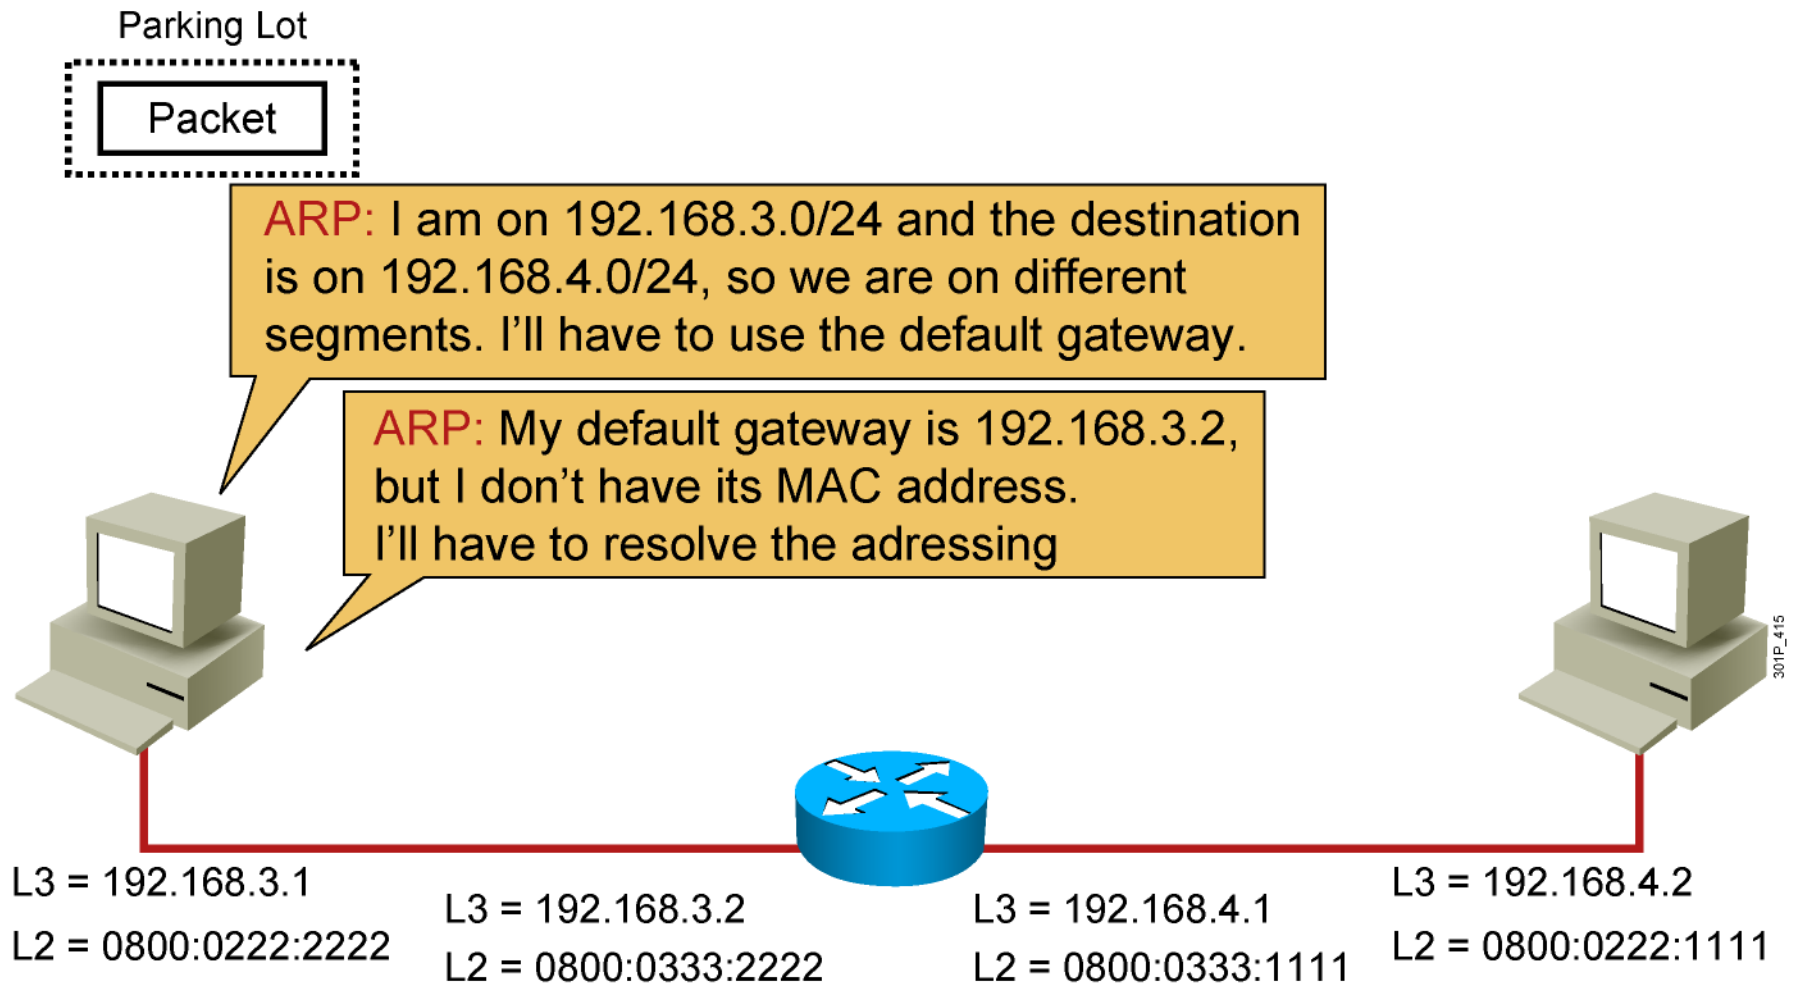 Parking Lot
Packet
ARP: I am on 192.168.3.0/24 and the destination
is on 192.168.4.0/24, so we are on different
segments. I'll have to use the default gateway.
ARP: My default gateway is 192.168.3.2,
but I don't have its MAC address.
I'll have to resolve the adressing
301P_415
L3 = 192.168.3.1
L2 = 0800:0222:2222
L3 = 192.168.3.2
L2 = 0800:0333:2222
L3 = 192.168.4.1
L2 = 0800:0333:1111
L3 = 192.168.4.2
L2 = 0800:0222:1111